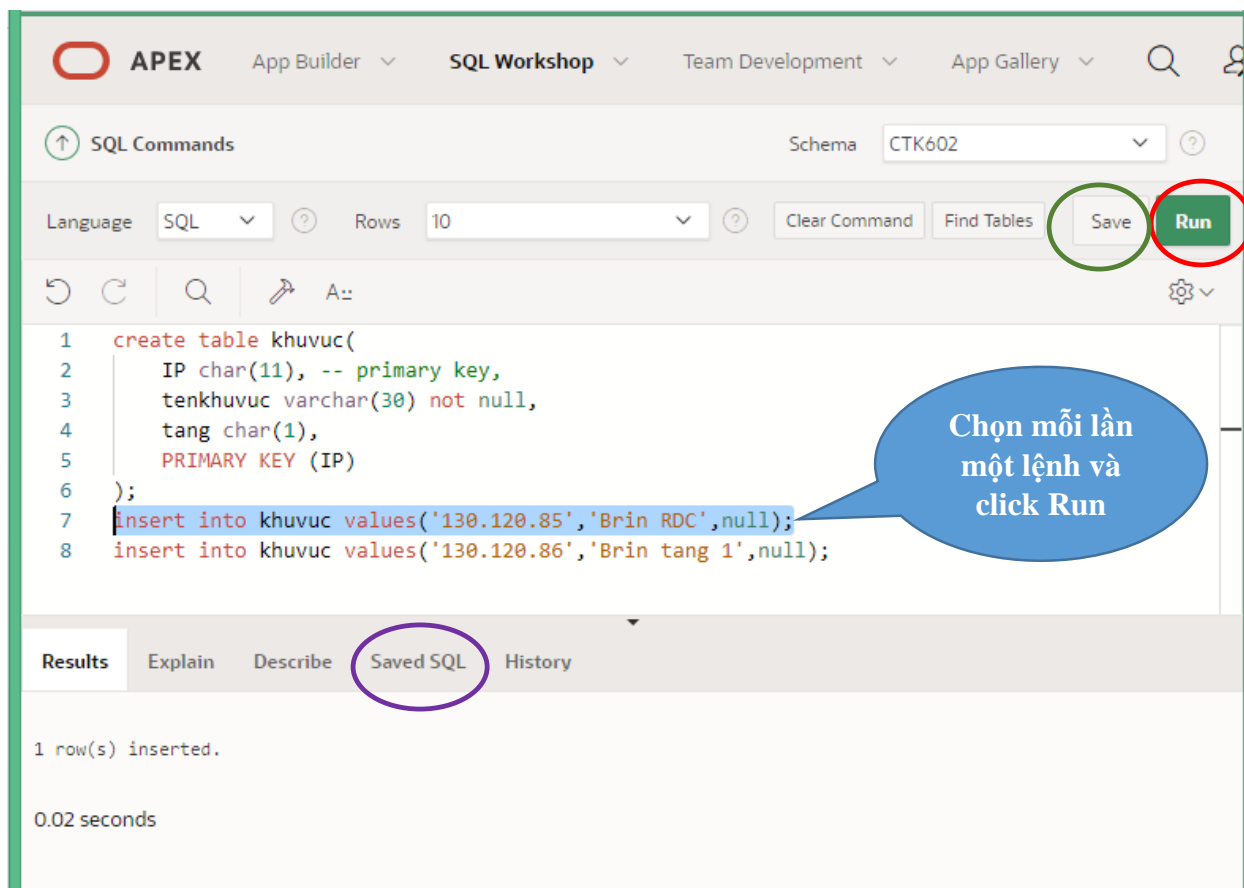 APEX App Builder SQL Workshop Team Development App Gallery
SQL Commands Schema CTK602 ?
Language SQL ? Rows 10 ? Clear Command Find Tables Save Run
A::
1 create table khuvuc(
2 IP char(11), -- primary key,
3 tenkhuvuc varchar(30) not null,
4 tang char(1),
5 PRIMARY KEY (IP)
6 );
7 insert into khuvuc values('130.120.85','Brin RDC',null);
8 insert into khuvuc values('130.120.86','Brin tang 1',null);
Chọn mỗi lần
một lệnh và
click Run
Results Explain Describe Saved SQL History
1 row(s) inserted.
0.02 seconds